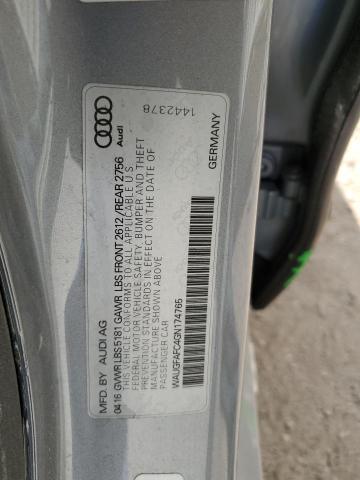 MFD. BY AUDI AG
0416 GVWR LBS 5181 GAWR LBS FRONT 2612/REAR 2756
THIS VEHICLE CONFORMS TO ALL APPLICABLE U S
FEDERAL MOTOR VEHICLE SAFETY, BUMPER AND THEFT
PREVENTION STANDARDS IN EFFECT ON THE DATE OF
MANUFACTURE SHOWN ABOVE
PASSENGER CAR
WAUGFAFC4GN174765
GERMANY
Audi
1442378